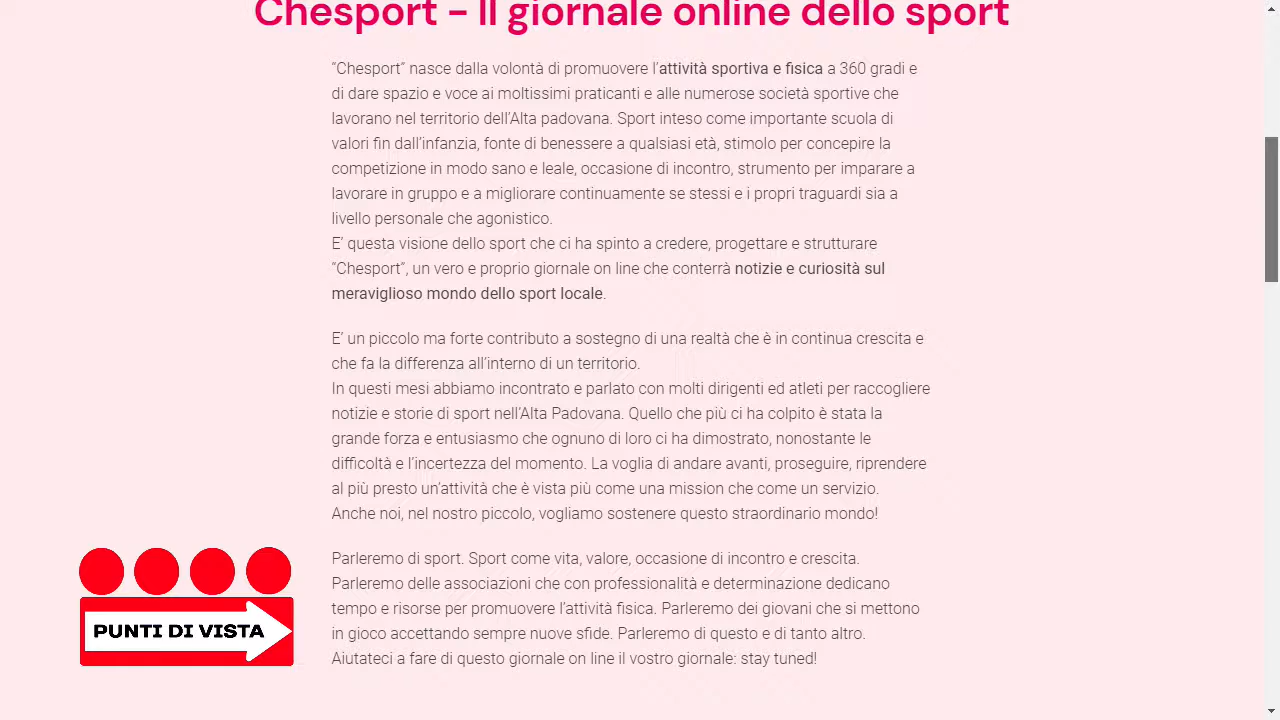 Chesport – Il giornale online dello sport
“Chesport” nasce dalla volontà di promuovere l’attività sportiva e fisica a 360 gradi e
di dare spazio e voce ai moltissimi praticanti e alle numerose società sportive che
lavorano nel territorio dell’Alta padovana. Sport inteso come importante scuola di
valori fin dall’infanzia, fonte di benessere a qualsiasi età, stimolo per concepire la
competizione in modo sano e leale, occasione di incontro, strumento per imparare a
lavorare in gruppo e a migliorare continuamente se stessi e i propri traguardi sia a
livello personale che agonistico.
E’ questa visione dello sport che ci ha spinto a credere, progettare e strutturare
“Chesport”, un vero e proprio giornale on line che conterrà notizie e curiosità sul
meraviglioso mondo dello sport locale.
E’ un piccolo ma forte contributo a sostegno di una realtà che è in continua crescita e
che fa la differenza all’interno di un territorio.
In questi mesi abbiamo incontrato e parlato con molti dirigenti ed atleti per raccogliere
notizie e storie di sport nell’Alta Padovana. Quello che più ci ha colpito è stata la
grande forza e entusiasmo che ognuno di loro ci ha dimostrato, nonostante le
difficoltà e l’incertezza del momento. La voglia di andare avanti, proseguire, riprendere
al più presto un’attività che è vista più come una mission che come un servizio.
Anche noi, nel nostro piccolo, vogliamo sostenere questo straordinario mondo!
Parleremo di sport. Sport come vita, valore, occasione di incontro e crescita.
Parleremo delle associazioni che con professionalità e determinazione dedicano
tempo e risorse per promuovere l’attività fisica. Parleremo dei giovani che si mettono
in gioco accettando sempre nuove sfide. Parleremo di questo e di tanto altro.
Aiutateci a fare di questo giornale on line il vostro giornale: stay tuned!
PUNTI DI VISTA